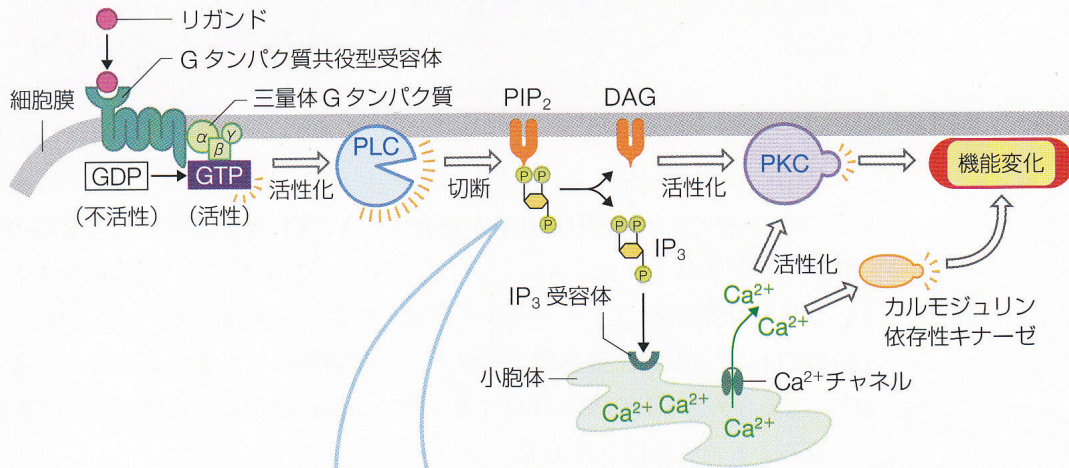 リガンド
Gタンパク質共役型受容体
細胞膜
三量体Gタンパク質
α
β
γ
GDP
GTP
(不活性)
(活性)
活性化
PLC
切断
PIP₂
DAG
P
P
P
活性化
PKC
機能変化
P
P
P
IP₃
IP₃受容体
小胞体
活性化
Ca²⁺
Ca²⁺
カルモジュリン
依存性キナーゼ
Ca²⁺チャネル
Ca²⁺
Ca²⁺
Ca²⁺